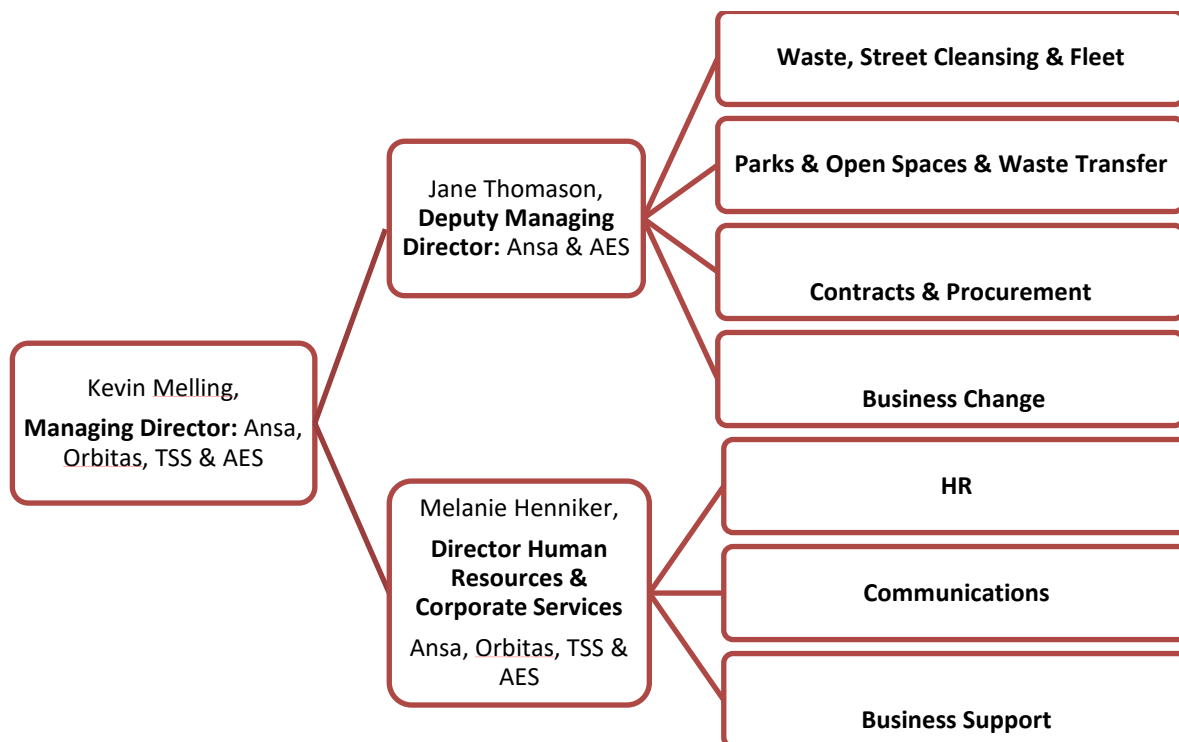 Kevin Melling,
Managing Director: Ansa,
Orbitas, TSS & AES
Jane Thomason,
Deputy Managing
Director: Ansa & AES
Waste, Street Cleansing & Fleet
Parks & Open Spaces & Waste Transfer
Contracts & Procurement
Business Change
Melanie Henniker,
Director Human
Resources &
Corporate Services
Ansa, Orbitas, TSS &
AES
HR
Communications
Business Support